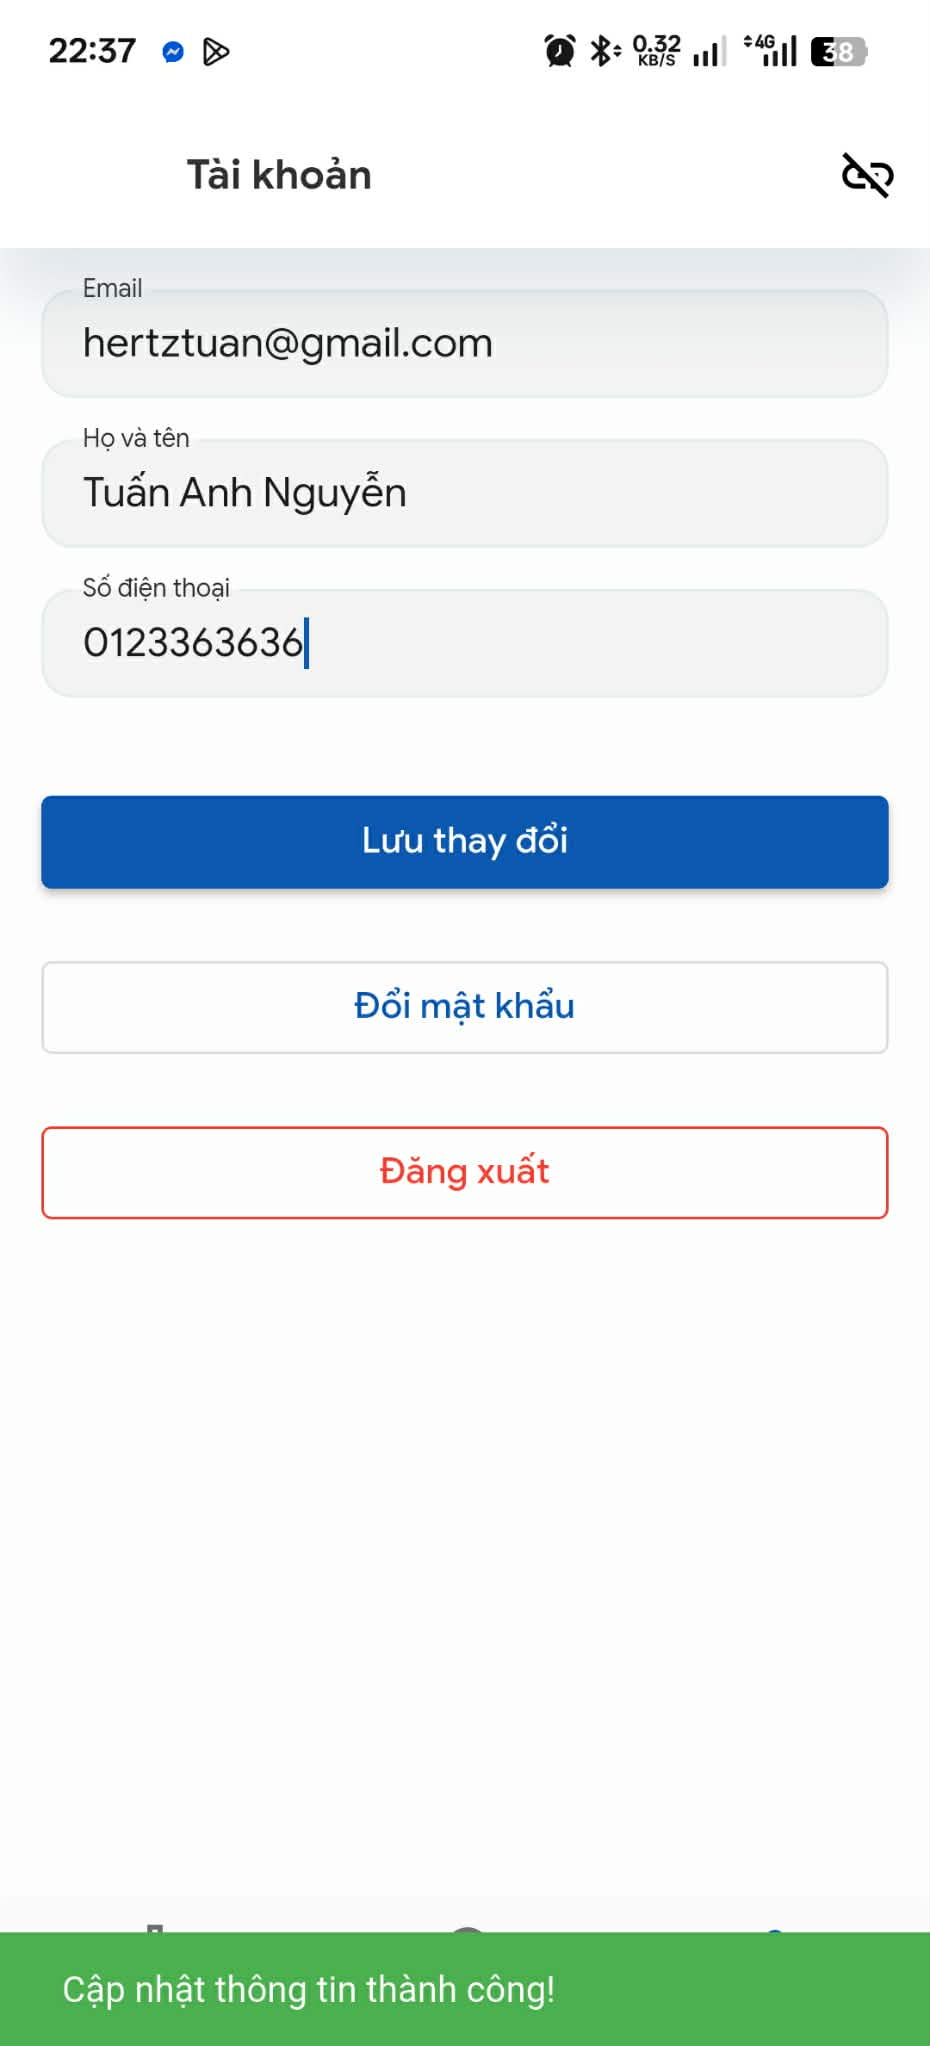 22:37 0.32 KB/S 4G 38
Tài khoản
Email
hertztuan@gmail.com
Họ và tên
Tuấn Anh Nguyễn
Số điện thoại
0123363636
Lưu thay đổi
Đổi mật khẩu
Đăng xuất
Cập nhật thông tin thành công!